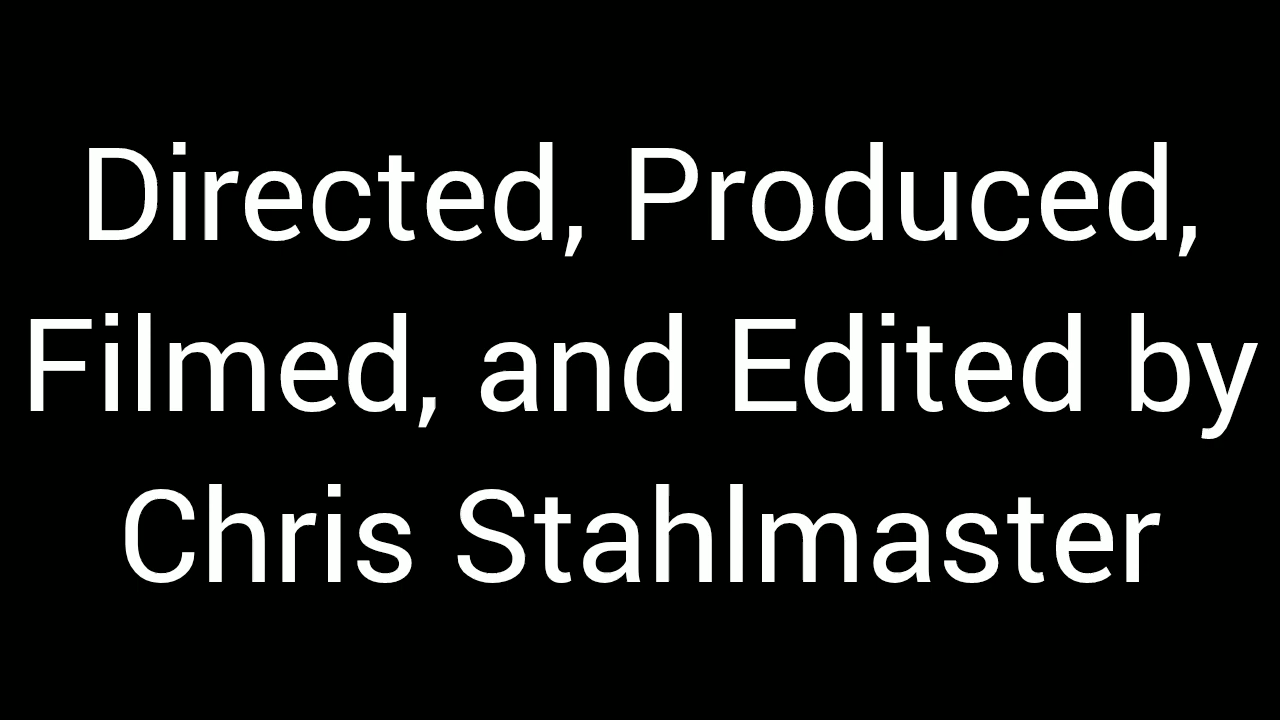 Directed, Produced,
Filmed, and Edited by
Chris Stahlmaster